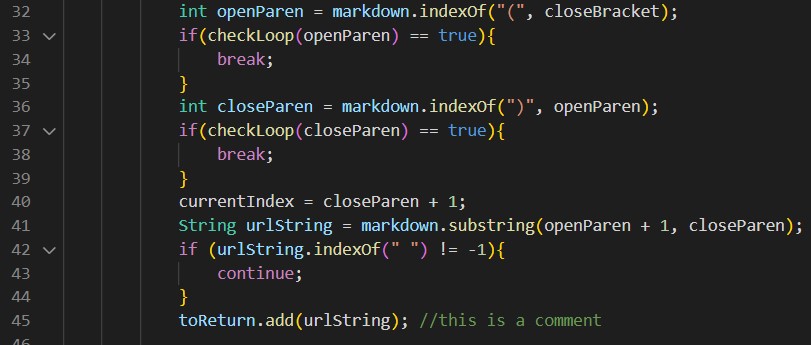 32 int openParen = markdown.indexOf("(", closeBracket);
33 if(checkLoop(openParen) == true){
34 break;
35 }
36 int closeParen = markdown.indexOf(")", openParen);
37 if(checkLoop(closeParen) == true){
38 break;
39 }
40 currentIndex = closeParen + 1;
41 String urlString = markdown.substring(openParen + 1, closeParen);
42 if (urlString.indexOf(" ") != -1){
43 continue;
44 }
45 toReturn.add(urlString); //this is a comment
46